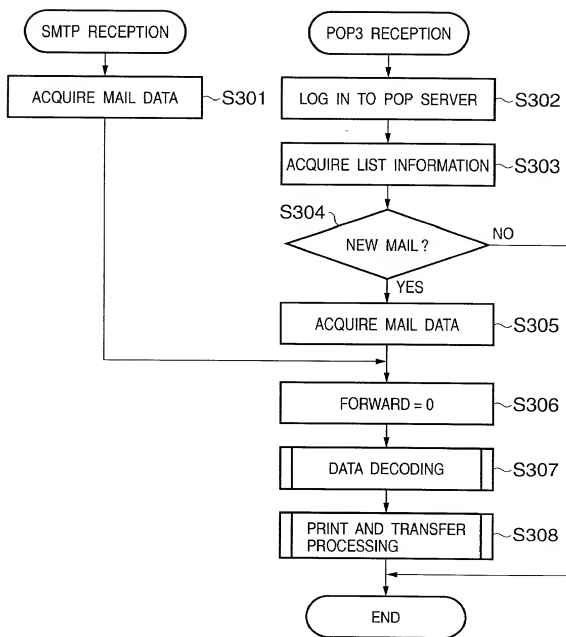 SMTP RECEPTION
ACQUIRE MAIL DATA
S301
POP3 RECEPTION
LOG IN TO POP SERVER
S302
ACQUIRE LIST INFORMATION
S303
S304
NEW MAIL?
NO
YES
ACQUIRE MAIL DATA
S305
FORWARD = 0
S306
DATA DECODING
S307
PRINT AND TRANSFER
PROCESSING
S308
END